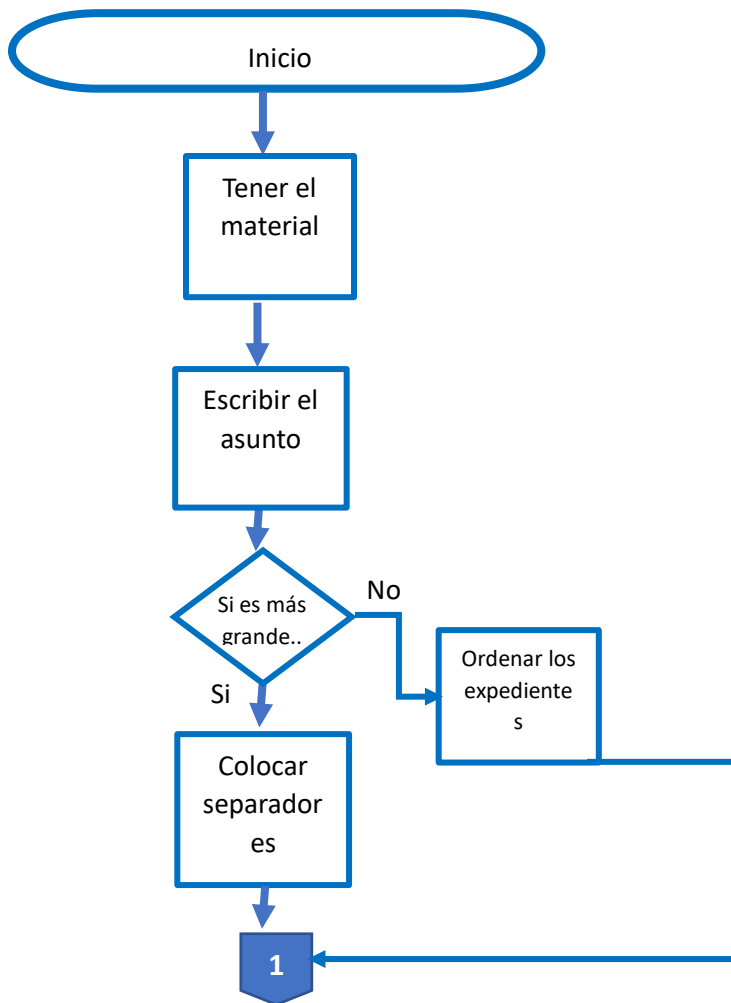 Inicio
Tener el
material
Escribir el
asunto
Si es más
grande..
No
Ordenar los
expediente
s
Si
Colocar
separador
es
1